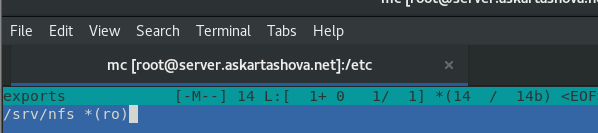 mc [root@server.askartashova.net]:/etc
File Edit View Search Terminal Tabs Help
mc [root@server.askartashova.net]:/etc ×
exports [-M--] 14 L:[ 1+ 0 1/ 1] *(14 / 14b) <EOF
/srv/nfs *(ro)